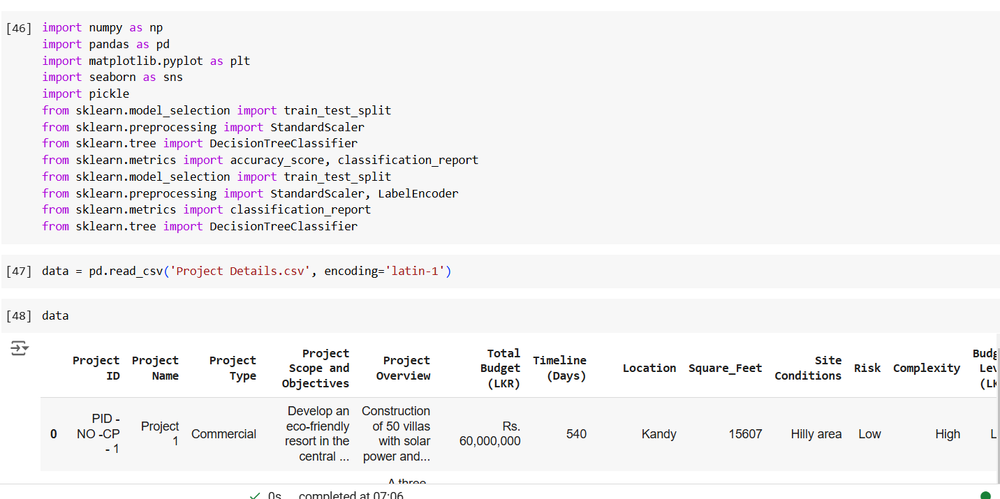 [46] import numpy as np
import pandas as pd
import matplotlib.pyplot as plt
import seaborn as sns
import pickle
from sklearn.model_selection import train_test_split
from sklearn.preprocessing import StandardScaler
from sklearn.tree import DecisionTreeClassifier
from sklearn.metrics import accuracy_score, classification_report
from sklearn.model_selection import train_test_split
from sklearn.preprocessing import StandardScaler, LabelEncoder
from sklearn.metrics import classification_report
from sklearn.tree import DecisionTreeClassifier
[47] data = pd.read_csv('Project Details.csv', encoding='latin-1')
[48] data
Project ID
Project Name
Project Type
Project Scope and Objectives
Project Overview
Total Budget (LKR)
Timeline (Days)
Location
Square_Feet
Site Conditions
Risk
Complexity
0
PID - NO -CP - 1
Project 1
Commercial
Develop an eco-friendly resort in the central ...
Construction of 50 villas with solar power and...
Rs. 60,000,000
540
Kandy
15607
Hilly area
Low
High
A three
0s completed at 07:06